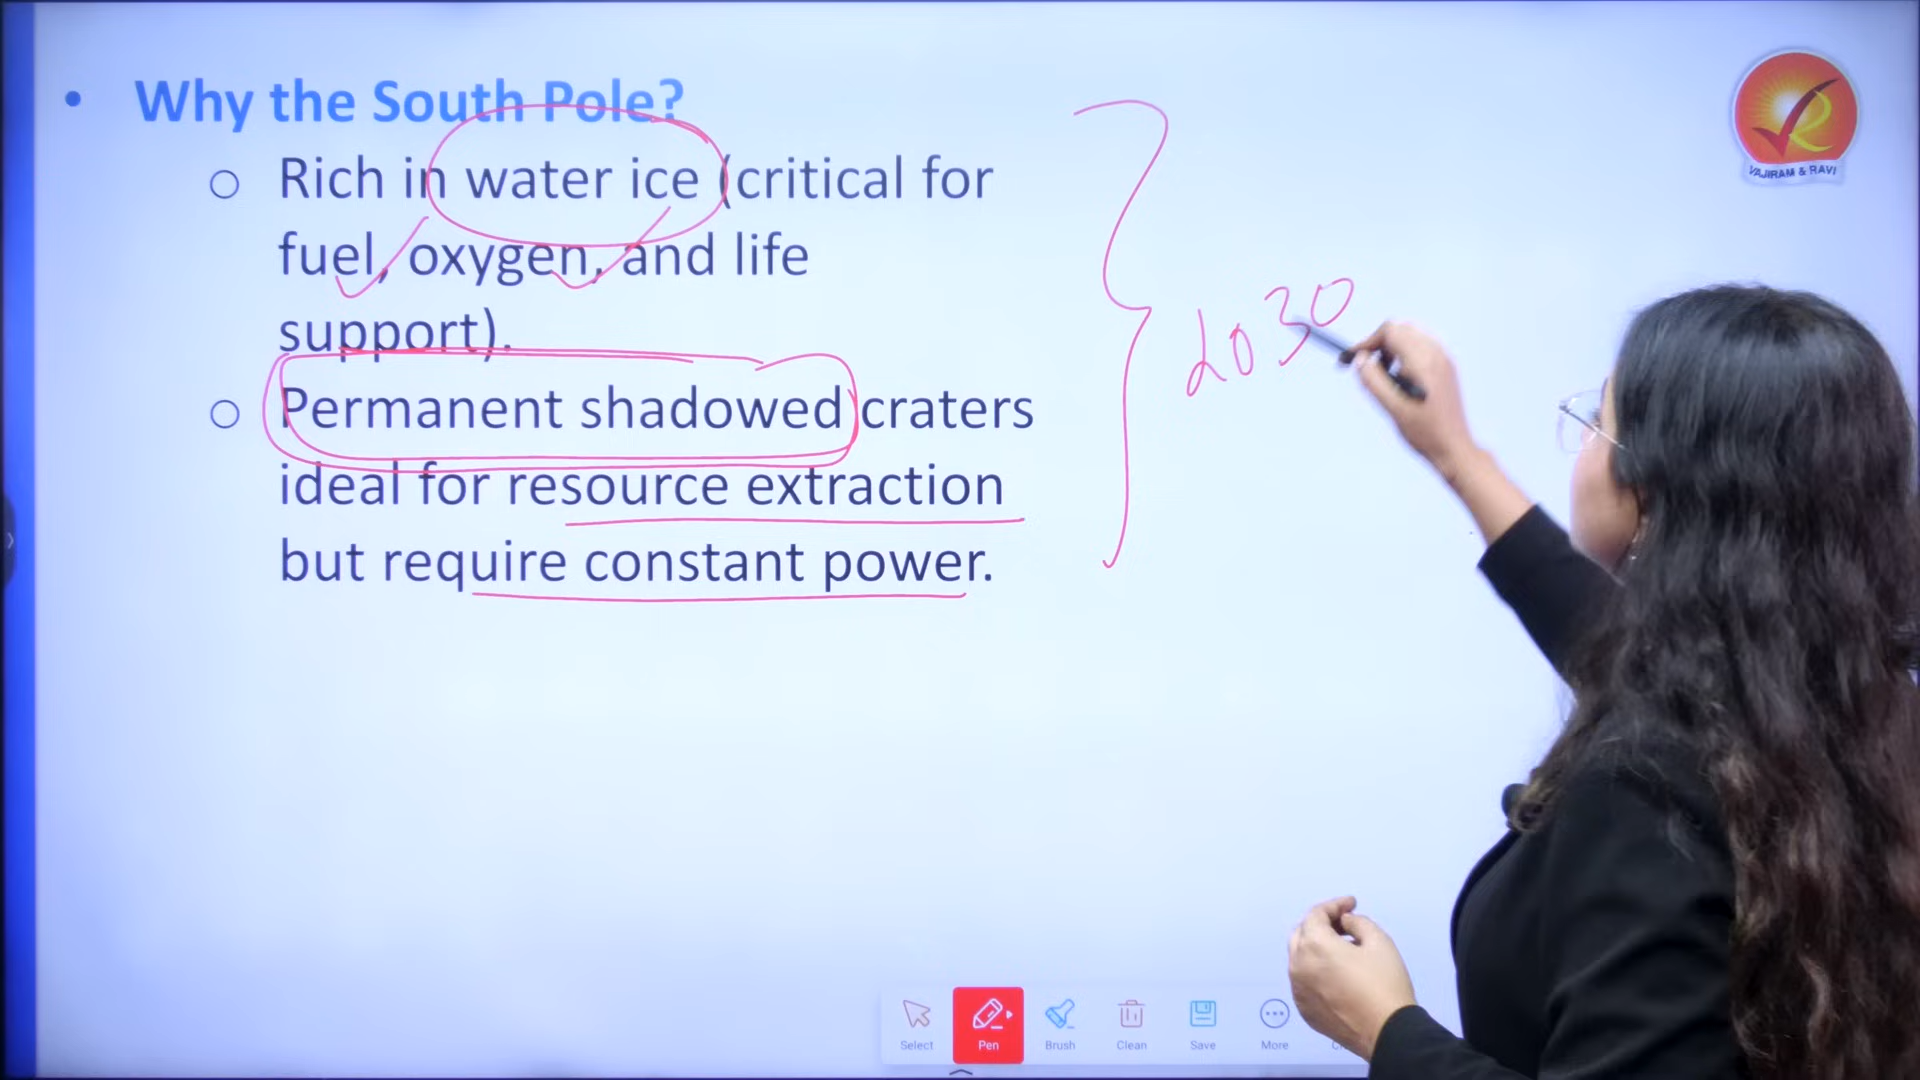 • Why the South Pole?
o Rich in water ice (critical for
fuel, oxygen, and life
support).
o Permanent shadowed craters
ideal for resource extraction
but require constant power.
2030
VAJIRAM & RAVI
Select
Pen
Brush
Clean
Save
More